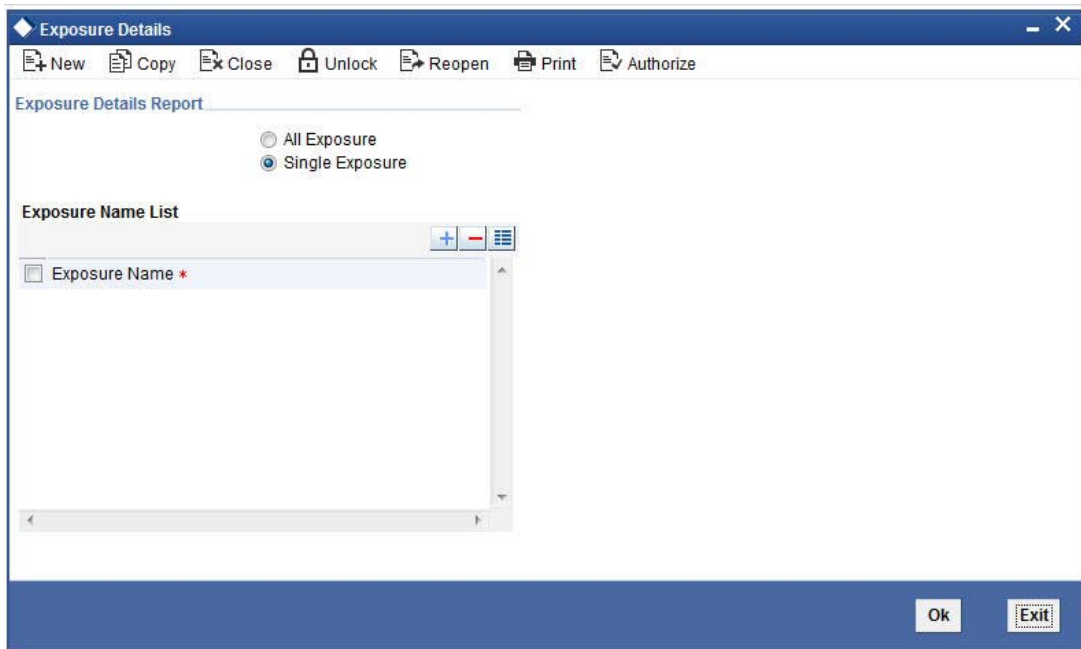 Exposure Details
New Copy Close Unlock Reopen Print Authorize
Exposure Details Report
All Exposure
Single Exposure
Exposure Name List
Exposure Name *
Ok Exit